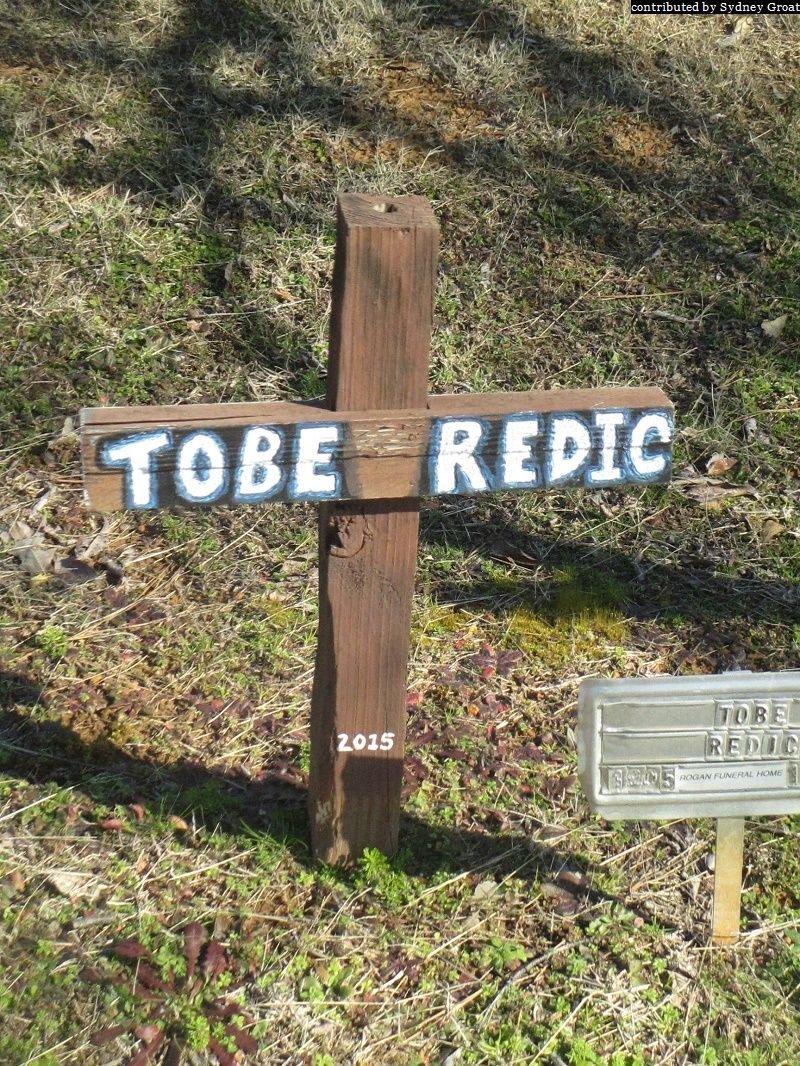 contributed by Sydney Groat
TOBE REDIC
2015
TOBE
REDIC
ROGAN FUNERAL HOME